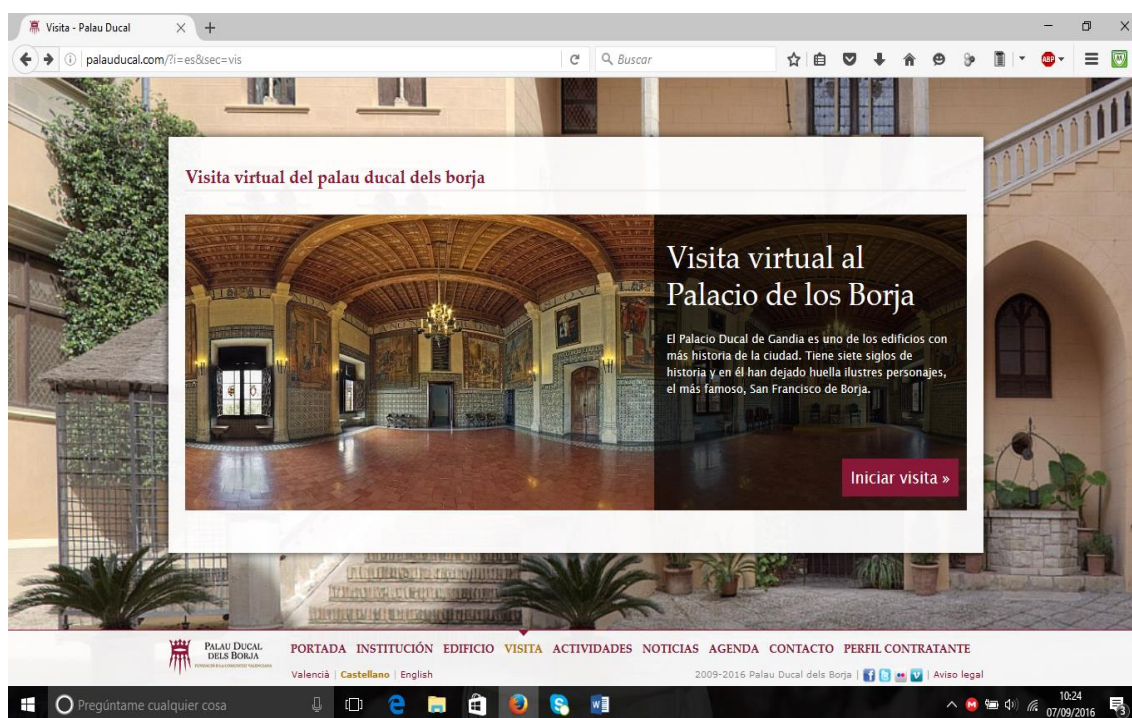 Visita - Palau Ducal
palauducal.com/?i=es&sec=vis
Buscar
ABP
Visita virtual del palau ducal dels borja
Visita virtual al
Palacio de los Borja
El Palacio Ducal de Gandia es uno de los edificios con
más historia de la ciudad. Tiene siete siglos de
historia y en él han dejado huella ilustres personajes,
el más famoso, San Francisco de Borja.
Iniciar visita »
PALAU DUCAL
DELS BORJA
PORTADA INSTITUCIÓN EDIFICIO VISITA ACTIVIDADES NOTICIAS AGENDA CONTACTO PERFIL CONTRATANTE
Valencià | Castellano | English
2009-2016 Palau Ducal dels Borja | Aviso legal
Pregúntame cualquier cosa
10:24
07/09/2016
3